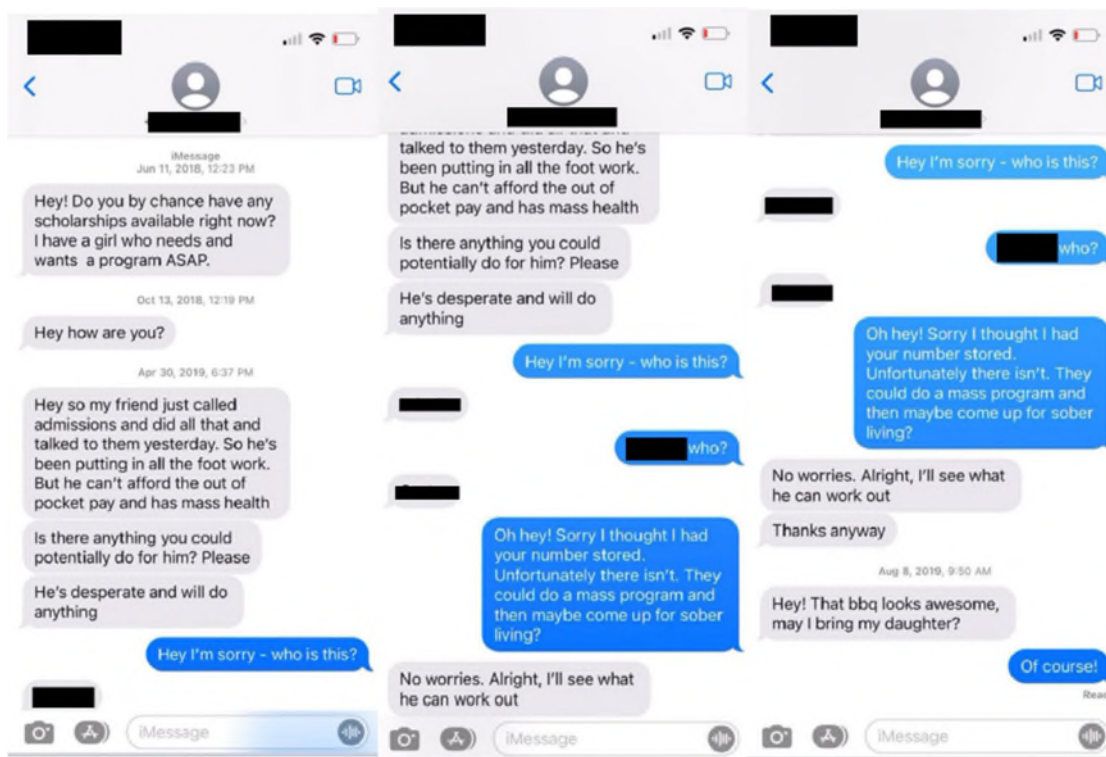 iMessage
Jun 11, 2018, 12:23 PM
Hey! Do you by chance have any
scholarships available right now?
I have a girl who needs and
wants a program ASAP.
Oct 13, 2018, 12:19 PM
Hey how are you?
Apr 30, 2019, 6:37 PM
Hey so my friend just called
admissions and did all that and
talked to them yesterday. So he's
been putting in all the foot work.
But he can't afford the out of
pocket pay and has mass health
Is there anything you could
potentially do for him? Please
He's desperate and will do
anything
Hey I'm sorry - who is this?
iMessage
admissions and did all that and
talked to them yesterday. So he's
been putting in all the foot work.
But he can't afford the out of
pocket pay and has mass health
Is there anything you could
potentially do for him? Please
He's desperate and will do
anything
Hey I'm sorry - who is this?
who?
Oh hey! Sorry I thought I had
your number stored.
Unfortunately there isn't. They
could do a mass program and
then maybe come up for sober
living?
No worries. Alright, I'll see what
he can work out
iMessage
Hey I'm sorry - who is this?
who?
Oh hey! Sorry I thought I had
your number stored.
Unfortunately there isn't. They
could do a mass program and
then maybe come up for sober
living?
No worries. Alright, I'll see what
he can work out
Thanks anyway
Aug 8, 2019, 9:50 AM
Hey! That bbq looks awesome,
may I bring my daughter?
Of course!
Read
iMessage